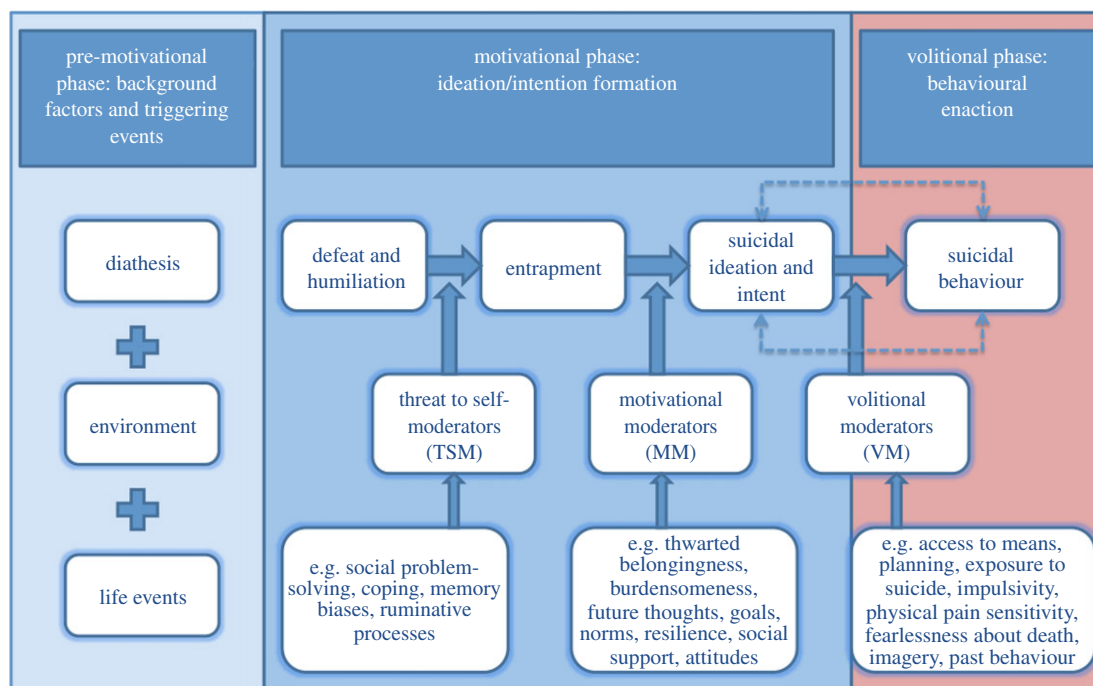 pre-motivational
phase: background
factors and triggering
events
motivational phase:
ideation/intention formation
volitional phase:
behavioural
enaction
diathesis
environment
life events
defeat and
humiliation
entrapment
suicidal
ideation and
intent
suicidal
behaviour
threat to self-
moderators
(TSM)
motivational
moderators
(MM)
volitional
moderators
(VM)
e.g. social problem-
solving, coping, memory
biases, ruminative
processes
e.g. thwarted
belongingness,
burdensomeness,
future thoughts, goals,
norms, resilience, social
support, attitudes
e.g. access to means,
planning, exposure to
suicide, impulsivity,
physical pain sensitivity,
fearlessness about death,
imagery, past behaviour